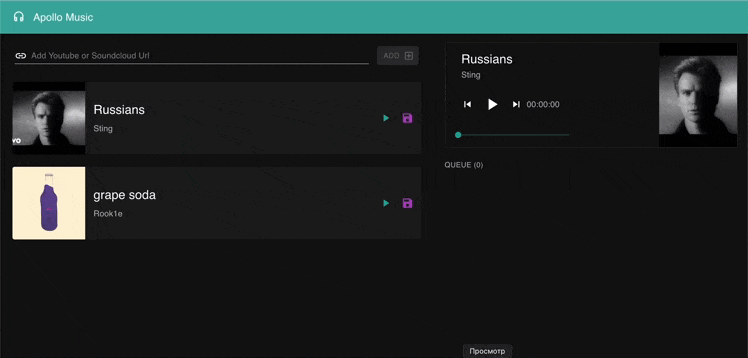 Apollo Music
Add Youtube or Soundcloud Url
ADD
Russians
Sting
grape soda
Rook1e
Russians
Sting
00:00:00
QUEUE (0)
Просмотр